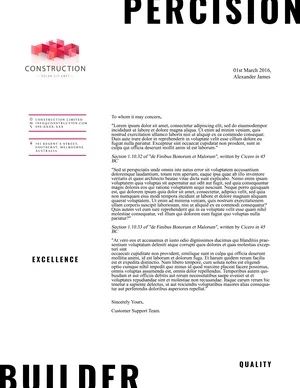 PERCISION
CONSTRUCTION
01st March 2016,
Alexander James
To whom it may concern,
CONSTRUCTION LIMITED
INFO@CONSTRUCTION.COM
"Lorem ipsum dolor sit amet, consectetur adipiscing elit, sed do eiusmodtempor
incididunt ut labore et dolore magna aliqua. Ut enim ad minim veniam, quis
nostrud exercitation ullamco laboris nisi ut aliquip ex ea commodo consequat.
Duis aute irure dolor in reprehenderit in voluptate velit esse cillum dolore eu
fugiat nulla pariatur. Excepteur sint occaecat cupidatat non proident, sunt in
culpa qui officia deserunt mollit anim id est laborum."
SOUTHWEST, MELBOURNE
AUSTRALIA
Section 1.10.32 of "de Finibus Bonorum et Malorum", written by Cicero in 45
BC
"Sed ut perspiciatis unde omnis iste natus error sit voluptatem accusantium
doloremque laudantium, totam rem aperiam, eaque ipsa quae ab illo inventore
veritatis et quasi architecto beatae vitae dicta sunt explicabo. Nemo enim ipsam
voluptatem quia voluptas sit aspernatur aut odit aut fugit, sed quia consequuntur
magni dolores eos qui ratione voluptatem sequi nesciunt. Neque porro quisquam
est, qui dolorem ipsum quia dolor sit amet, consectetur, adipisci velit, sed quia
non numquam eius modi tempora incidunt ut labore et dolore magnam aliquam
quaerat voluptatem. Ut enim ad minima veniam, quis nostrum exercitationem
ullam corporis suscipit laboriosam, nisi ut aliquid ex ea commodi consequatur?
Quis autem vel eum iure reprehenderit qui in ea voluptate velit esse quam nihil
molestiae consequatur, vel illum qui dolorem eum fugiat quo voluptas nulla
pariatur?"
Section 1.10.33 of "de Finibus Bonorum et Malorum", written by Cicero in 45
BC
EXCELLENCE
"At vero eos et accusamus et iusto odio dignissimos ducimus qui blanditiis prae-
sentium voluptatum deleniti atque corrupti quos dolores et quas molestias excep-
turi sint
occaecati cupiditate non provident, similique sunt in culpa qui officia deserunt
mollitia animi, id est laborum et dolorum fuga. Et harum quidem rerum facilis
est et expedita distinctio. Nam libero tempore, cum soluta nobis est eligendi
optio cumque nihil impedit quo minus id quod maxime placeat facere possimus,
omnis voluptas assumenda est, omnis dolor repellendus. Temporibus autem qui-
busdam et aut officiis debitis aut rerum necessitatibus saepe eveniet ut et
voluptates repudiandae sint et molestiae non recusandae. Itaque earum rerum hic
tenetur a sapiente delectus, ut aut reiciendis voluptatibus maiores alias consequa-
tur aut perferendis doloribus asperiores repellat."
Sincerely Yours,
Customer Support Team.
QUALITY
BUILDER